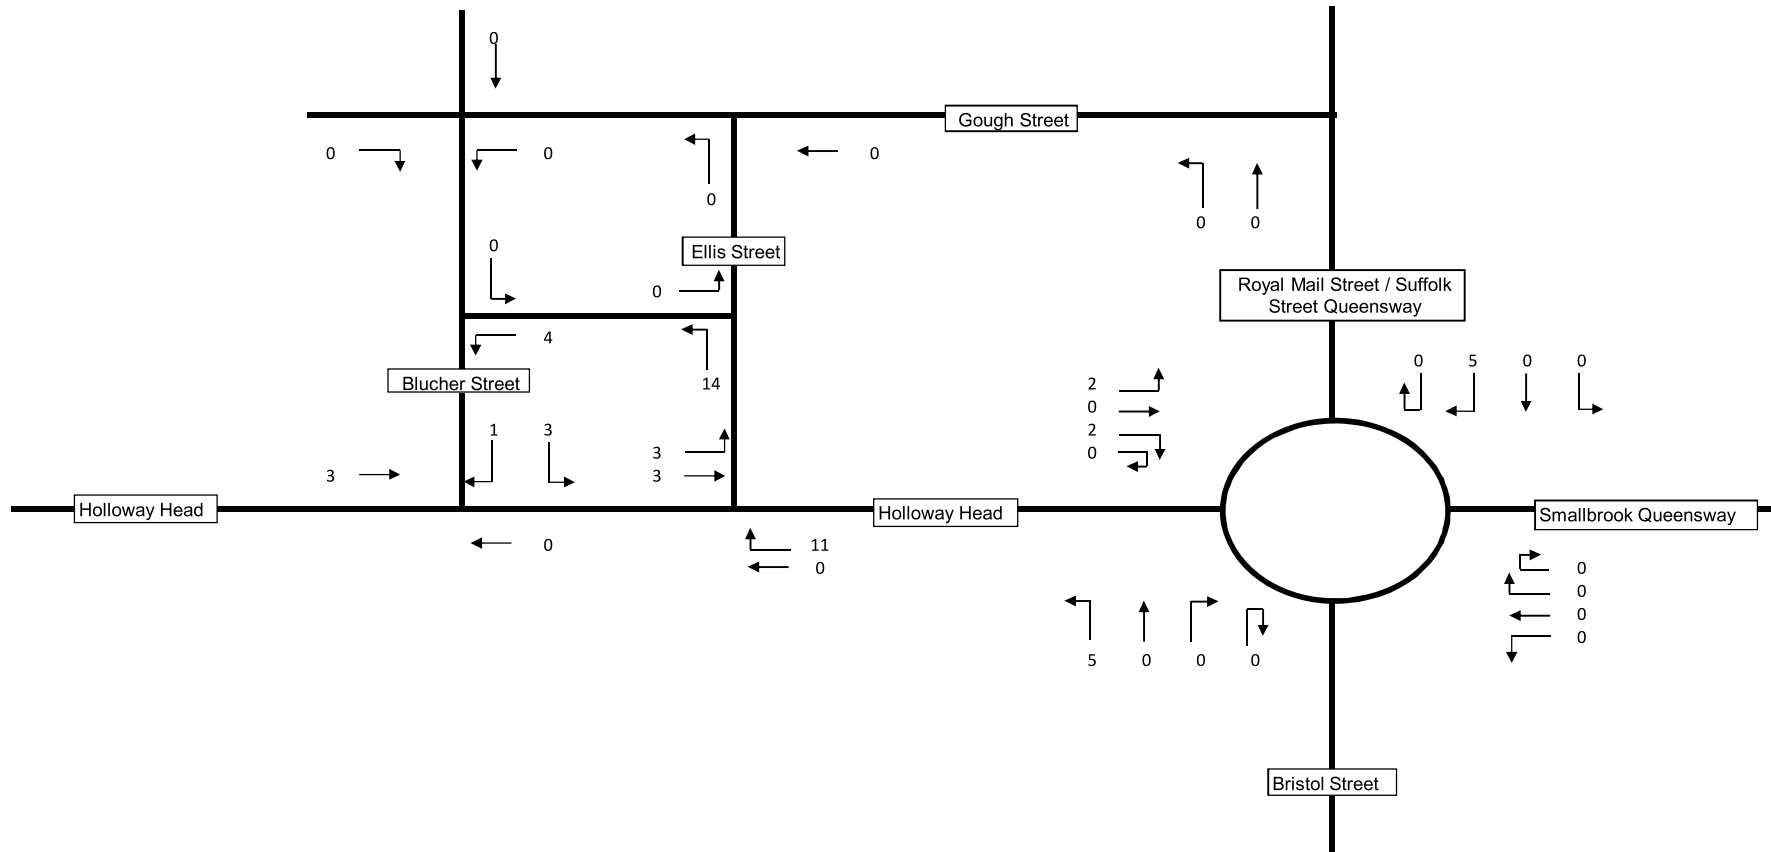 0
Gough Street
0 0 0
0
0 0
0
Ellis Street
0
Royal Mail Street / Suffolk
Street Queensway
4
0 5 0 0
Blucher Street
14
2
0
2
0
1 3
3
3
3
Holloway Head
Holloway Head
Smallbrook Queensway
0
11
0
0
0
0
0
5 0 0 0
Bristol Street